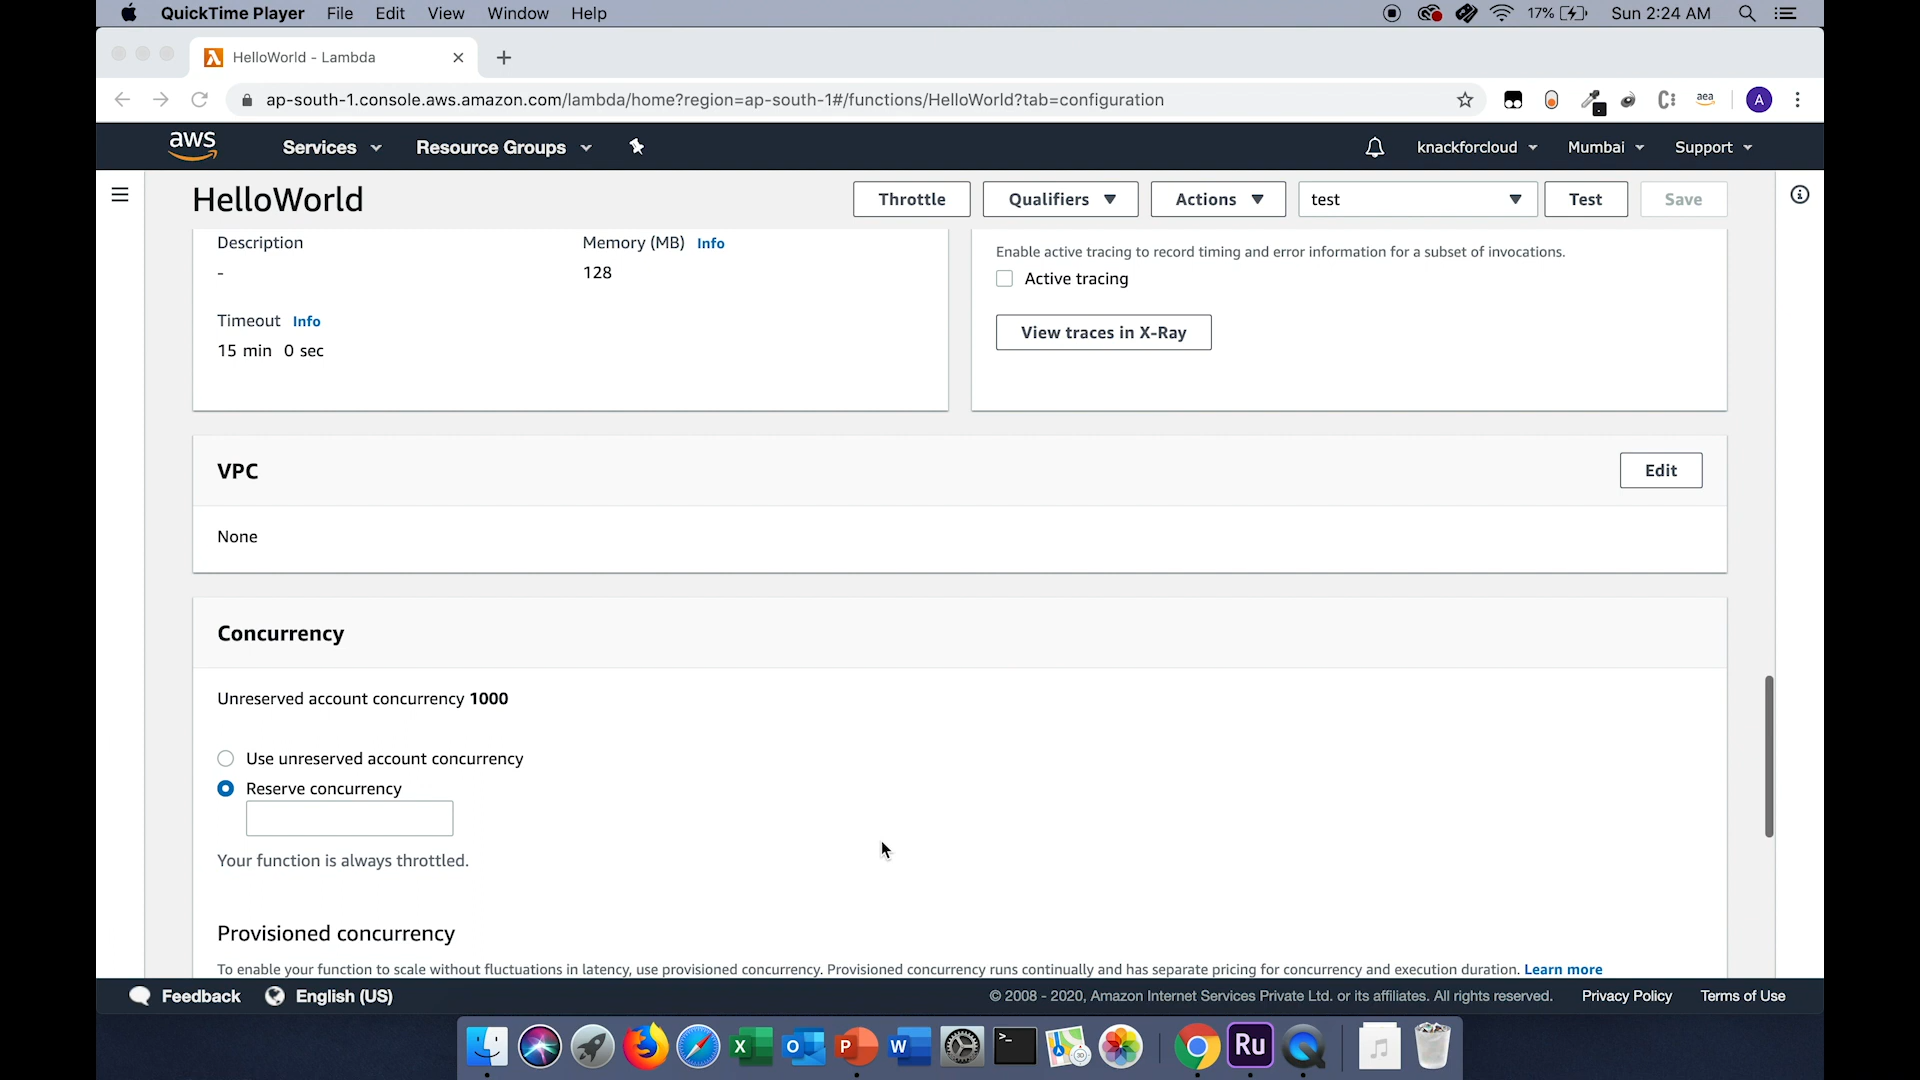 QuickTime Player File Edit View Window Help 17% Sun 2:24 AM
HelloWorld - Lambda
ap-south-1.console.aws.amazon.com/lambda/home?region=ap-south-1#/functions/HelloWorld?tab=configuration
aea
A
aws Services Resource Groups knackforcloud Mumbai Support
HelloWorld Throttle Qualifiers Actions test Test Save
Description Memory (MB) Info
- 128
Enable active tracing to record timing and error information for a subset of invocations.
Active tracing
Timeout Info
View traces in X-Ray
15 min 0 sec
VPC Edit
None
Concurrency
Unreserved account concurrency 1000
Use unreserved account concurrency
Reserve concurrency
Your function is always throttled.
Provisioned concurrency
To enable your function to scale without fluctuations in latency, use provisioned concurrency. Provisioned concurrency runs continually and has separate pricing for concurrency and execution duration. Learn more
Feedback English (US) © 2008 - 2020, Amazon Internet Services Private Ltd. or its affiliates. All rights reserved. Privacy Policy Terms of Use
X O P W Ru